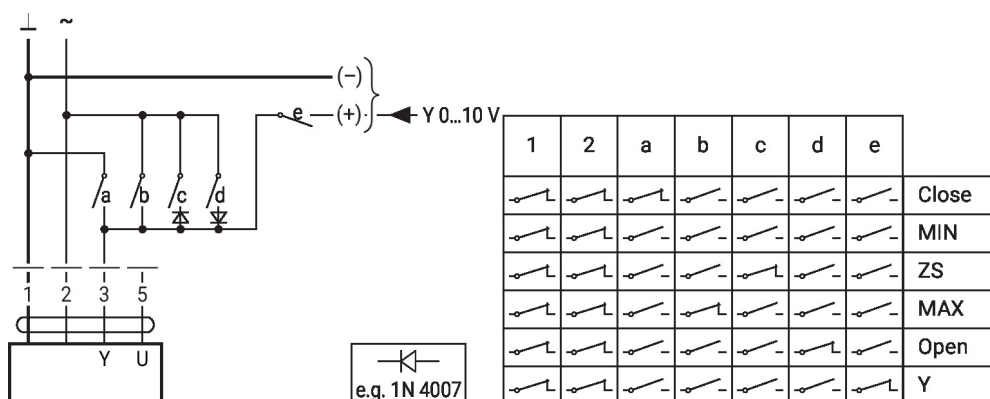 ⊥ ~
(–)
e (+) Y 0...10 V
a b c d
1 2 3 5
Y U
e.g. 1N 4007
1 2 a b c d e
Close
MIN
ZS
MAX
Open
Y